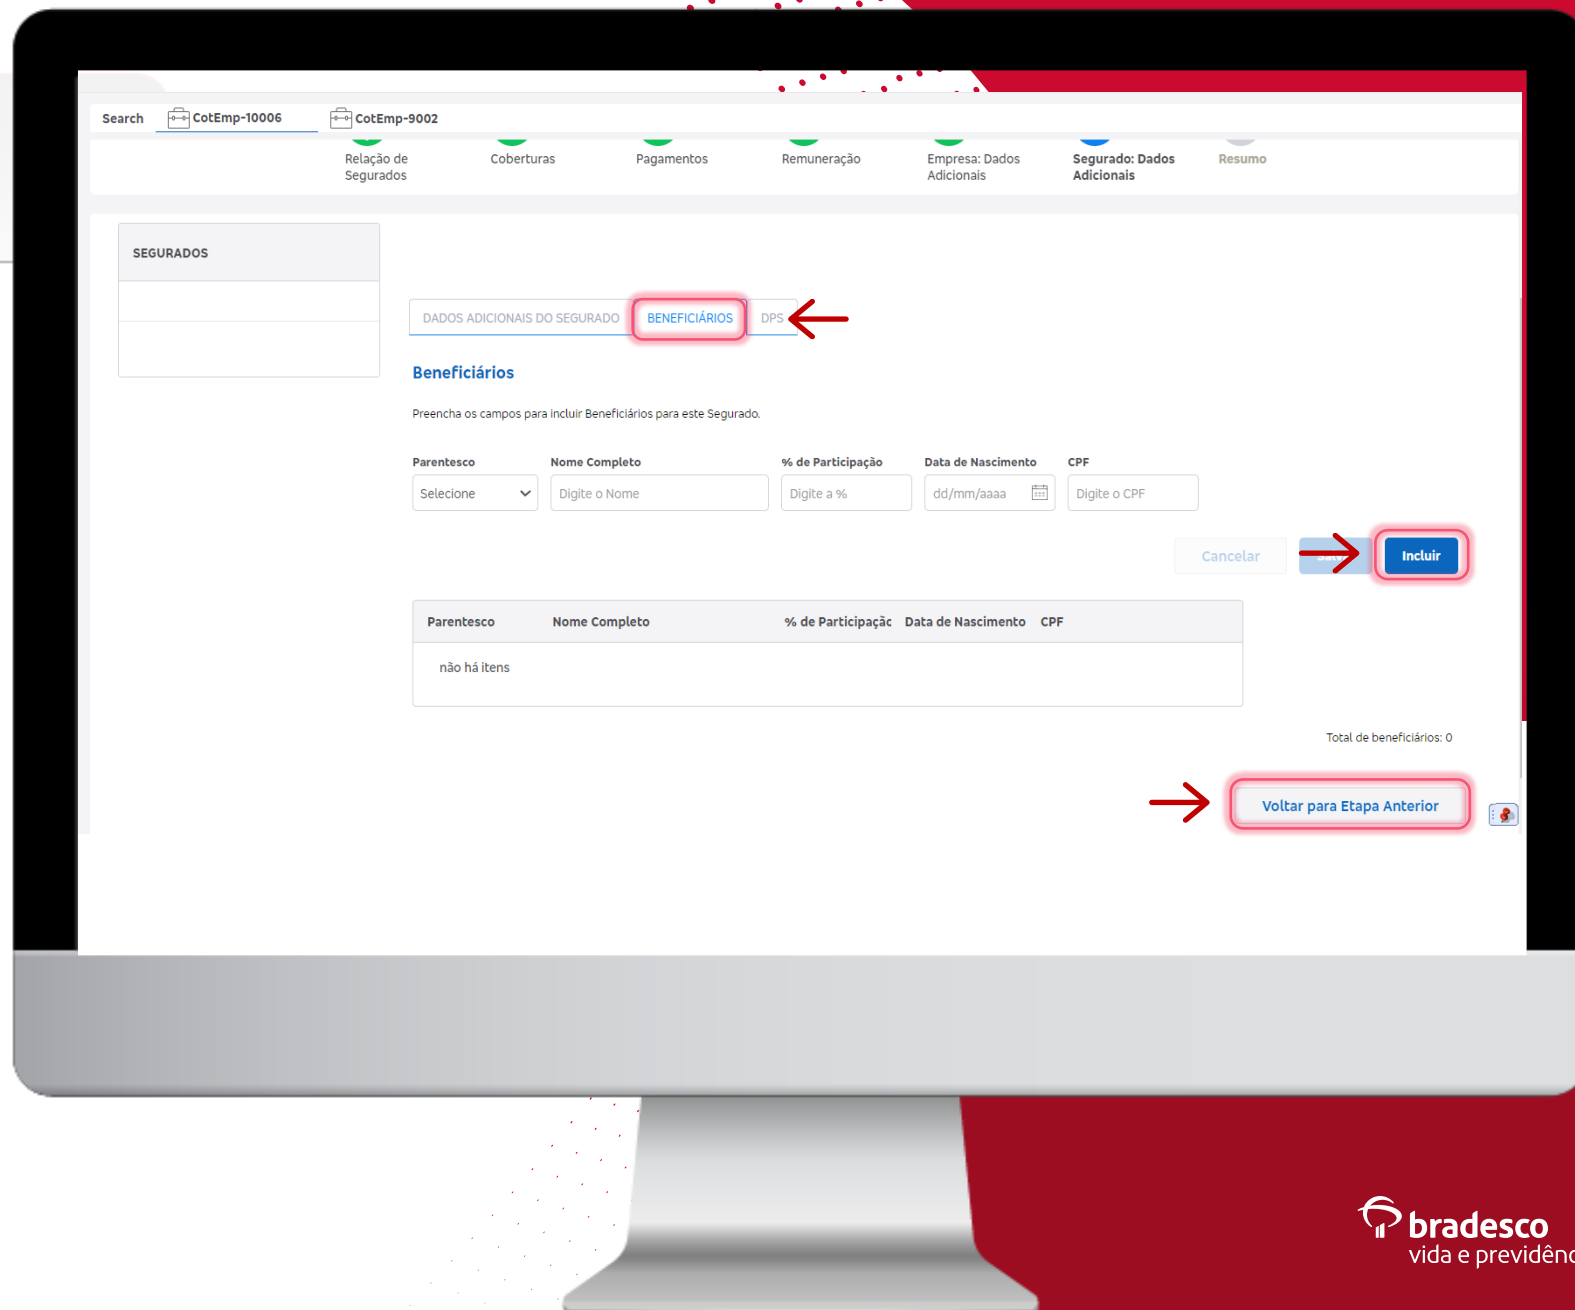 Search CotEmp-10006 CotEmp-9002
Relação de Segurados
Coberturas
Pagamentos
Remuneração
Empresa: Dados Adicionais
Segurado: Dados Adicionais
Resumo
SEGURADOS
DADOS ADICIONAIS DO SEGURADO BENEFICIÁRIOS DPS
Beneficiários
Preencha os campos para incluir Beneficiários para este Segurado.
Parentesco Nome Completo % de Participação Data de Nascimento CPF
Selecione Digite o Nome Digite a % dd/mm/aaaa Digite o CPF
Cancelar Incluir
Parentesco Nome Completo % de Participaçãc Data de Nascimento CPF
não há itens
Total de beneficiários: 0
Voltar para Etapa Anterior
bradesco
vida e previdênc